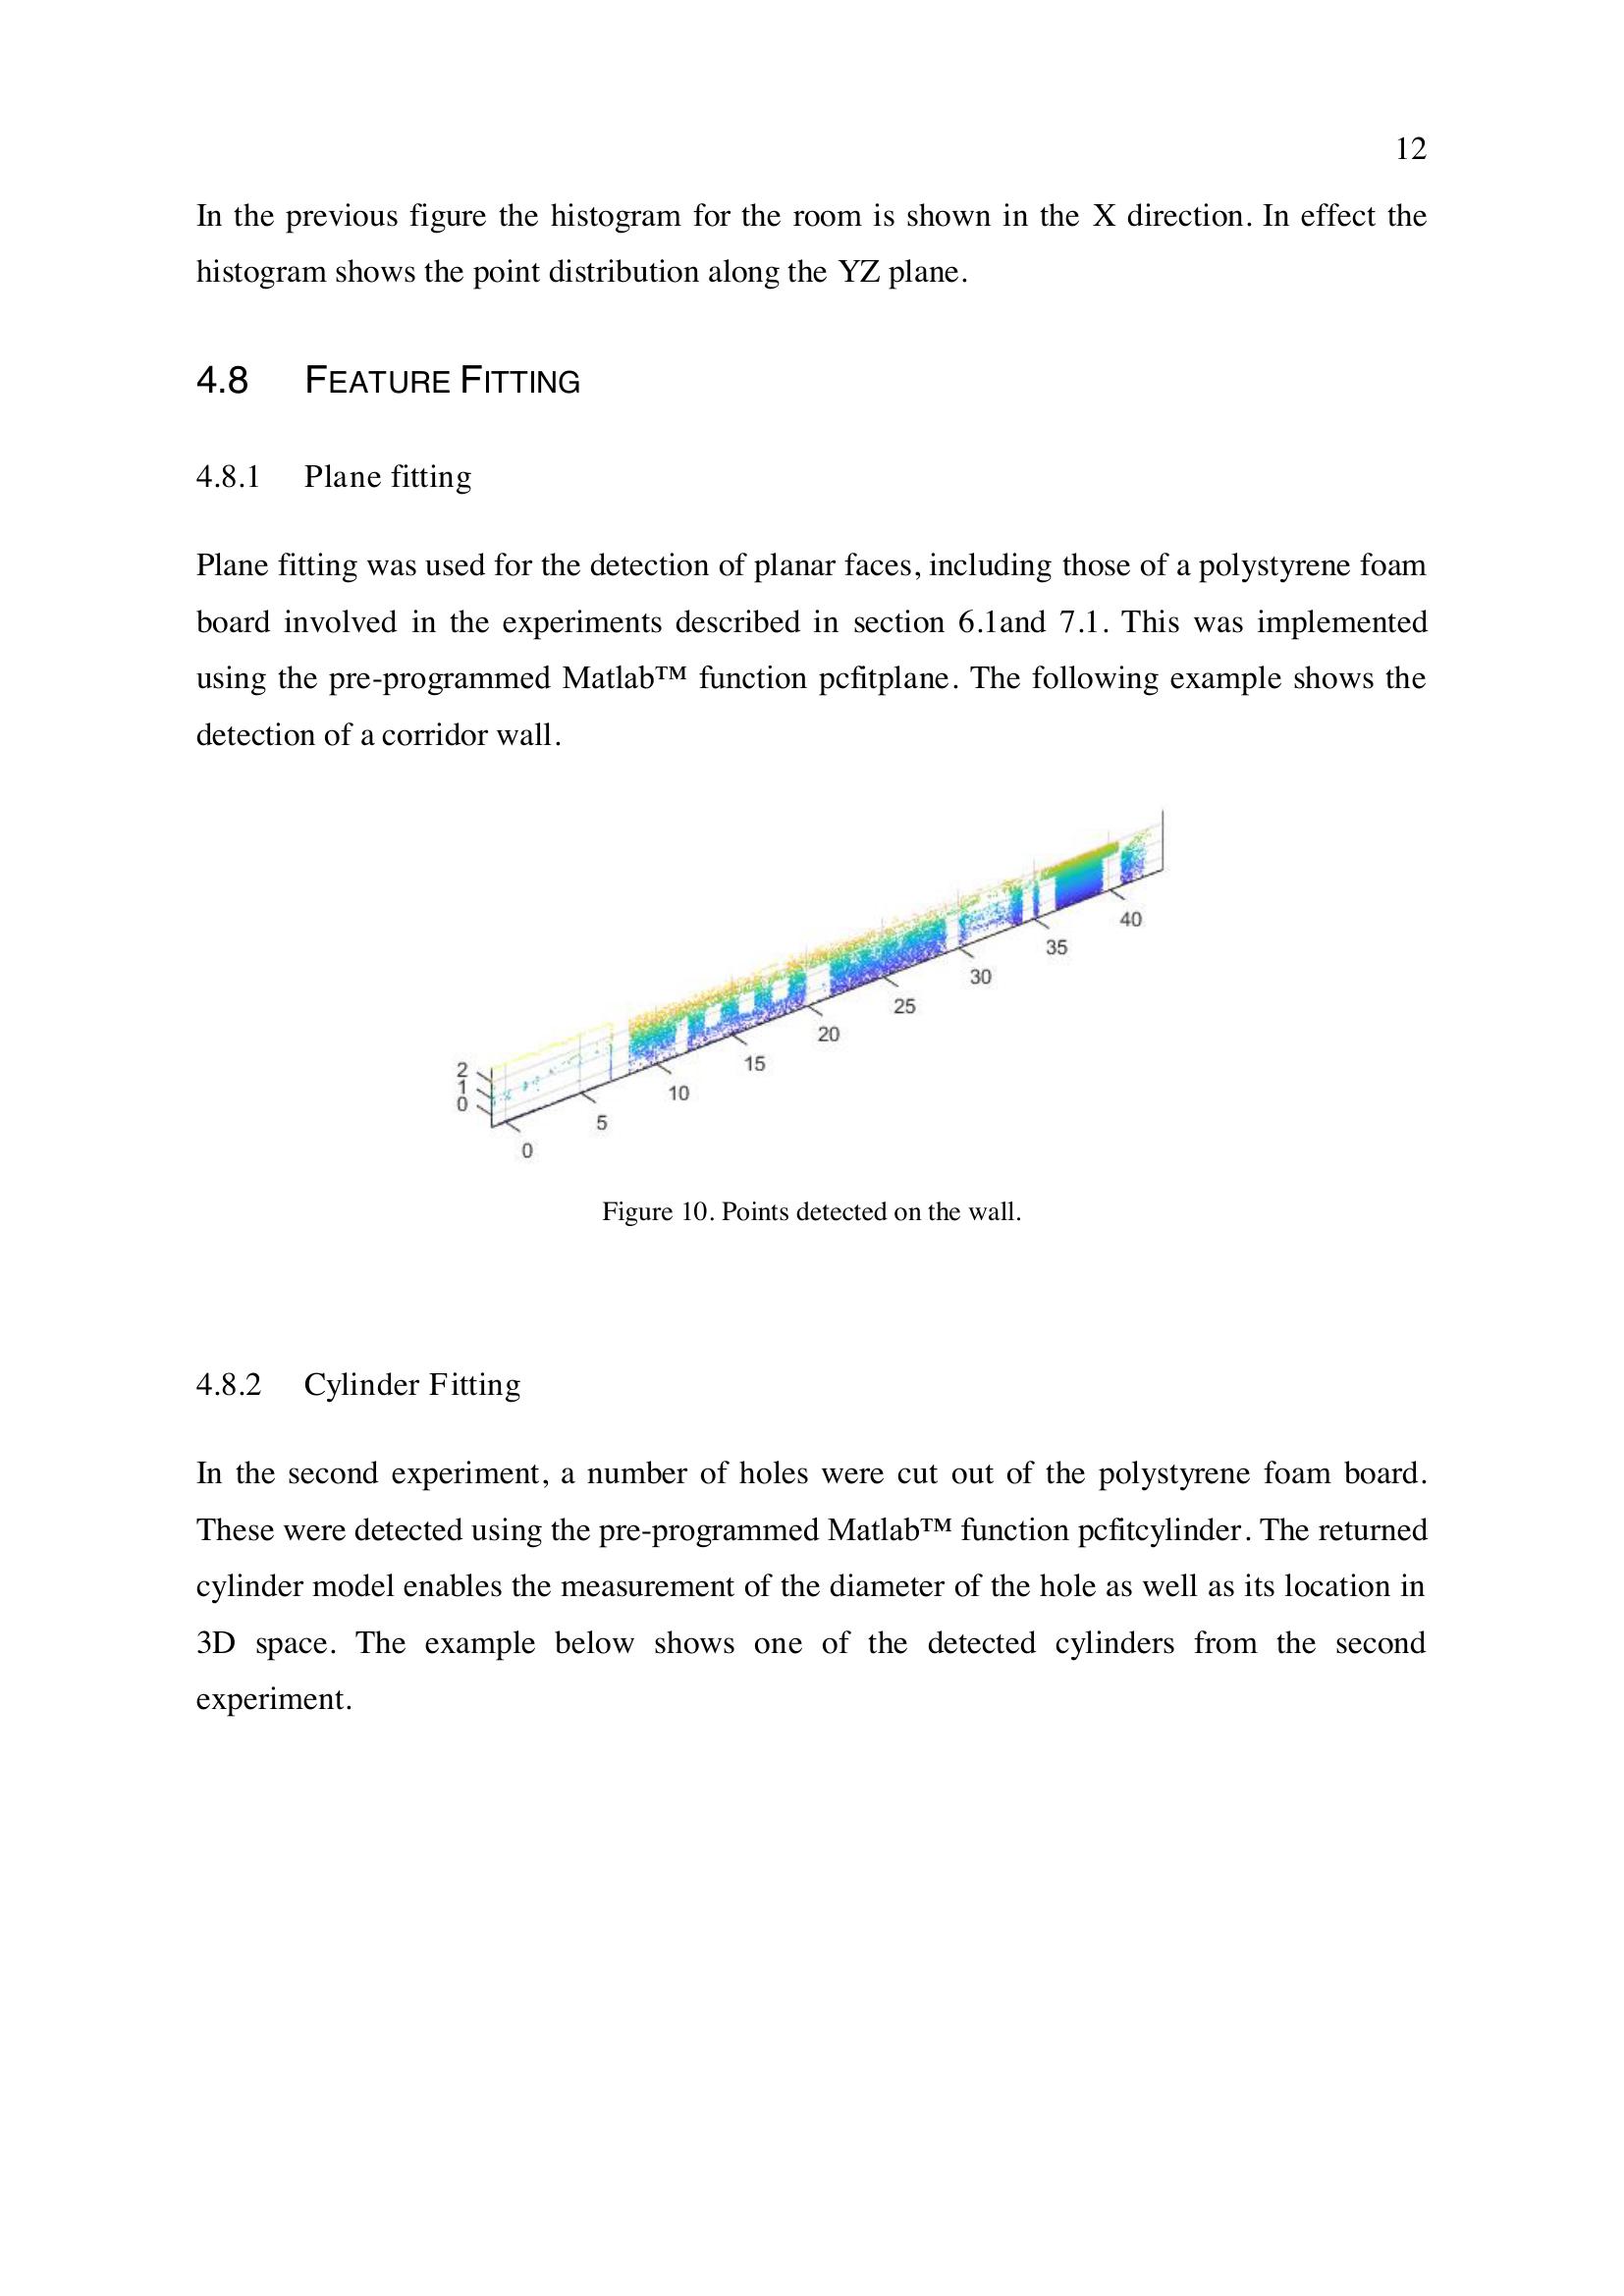 12
In the previous figure the histogram for the room is shown in the X direction. In effect the
histogram shows the point distribution along the YZ plane.
4.8 FEATURE FITTING
4.8.1 Plane fitting
Plane fitting was used for the detection of planar faces, including those of a polystyrene foam
board involved in the experiments described in section 6.1and 7.1. This was implemented
using the pre-programmed Matlab™ function pcfitplane. The following example shows the
detection of a corridor wall.
2
1
0
0
5
10
15
20
25
30
35
40
Figure 10. Points detected on the wall.
4.8.2 Cylinder Fitting
In the second experiment, a number of holes were cut out of the polystyrene foam board.
These were detected using the pre-programmed Matlab™ function pcfitcylinder. The returned
cylinder model enables the measurement of the diameter of the hole as well as its location in
3D space. The example below shows one of the detected cylinders from the second
experiment.